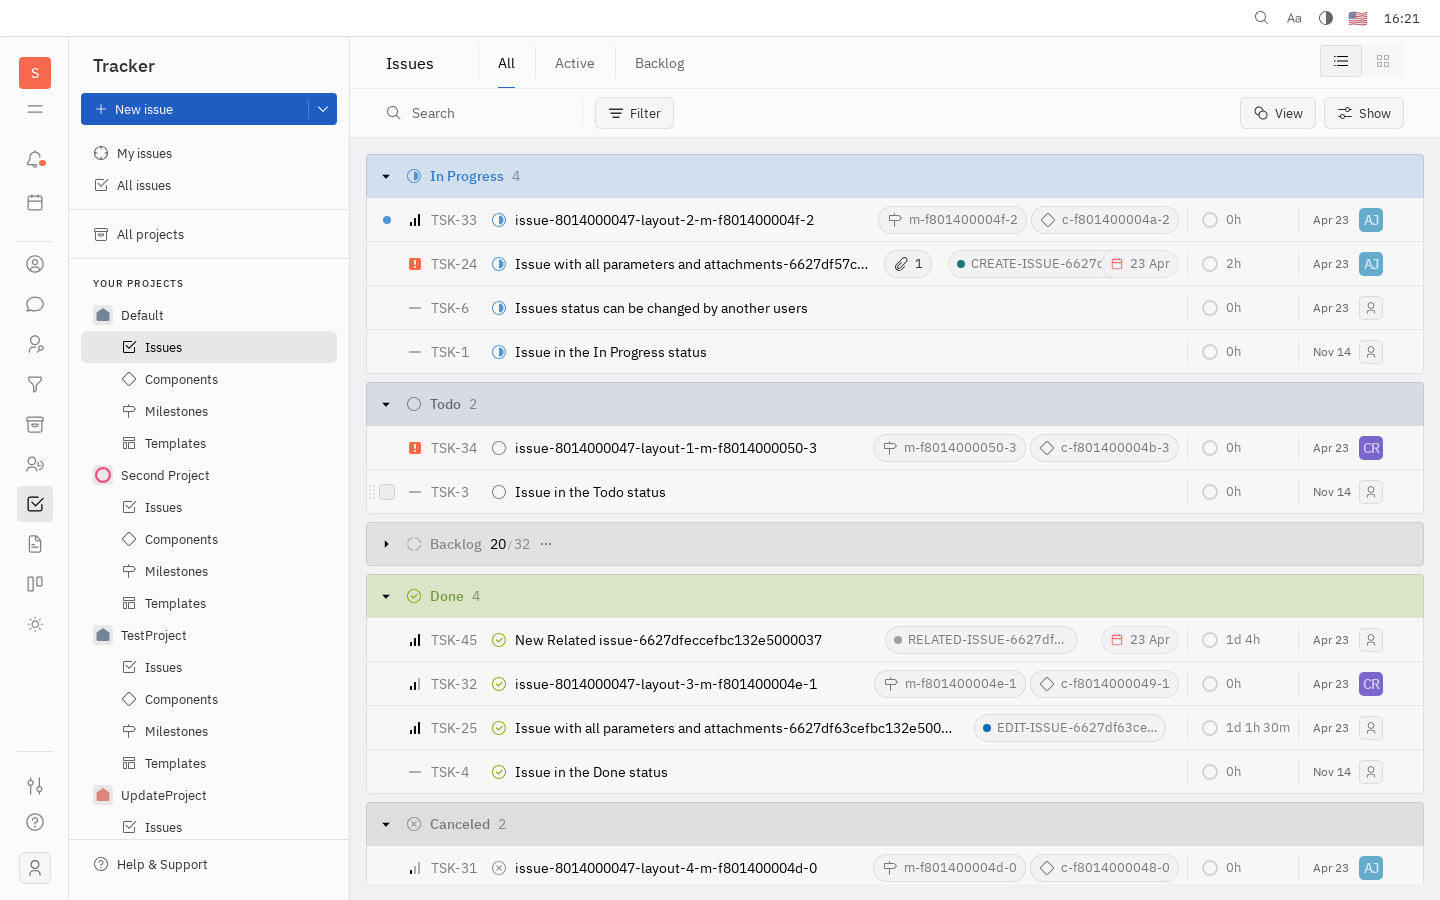 Aa 16:21
S
Tracker
New issue
My issues
All issues
All projects
YOUR PROJECTS
Default
Issues
Components
Milestones
Templates
Second Project
Issues
Components
Milestones
Templates
TestProject
Issues
Components
Milestones
Templates
UpdateProject
Issues
Help & Support
Issues All Active Backlog
Search Filter View Show
In Progress 4
TSK-33 issue-8014000047-layout-2-m-f801400004f-2 m-f801400004f-2 c-f801400004a-2 0h Apr 23 AJ
TSK-24 Issue with all parameters and attachments-6627df57c... 1 CREATE-ISSUE-6627c 23 Apr 2h Apr 23 AJ
TSK-6 Issues status can be changed by another users 0h Apr 23
TSK-1 Issue in the In Progress status 0h Nov 14
Todo 2
TSK-34 issue-8014000047-layout-1-m-f8014000050-3 m-f8014000050-3 c-f801400004b-3 0h Apr 23 CR
TSK-3 Issue in the Todo status 0h Nov 14
Backlog 20/32 ...
Done 4
TSK-45 New Related issue-6627dfeccefbc132e5000037 RELATED-ISSUE-6627df... 23 Apr 1d 4h Apr 23
TSK-32 issue-8014000047-layout-3-m-f801400004e-1 m-f801400004e-1 c-f8014000049-1 0h Apr 23 CR
TSK-25 Issue with all parameters and attachments-6627df63cefbc132e500... EDIT-ISSUE-6627df63ce... 1d 1h 30m Apr 23
TSK-4 Issue in the Done status 0h Nov 14
Canceled 2
TSK-31 issue-8014000047-layout-4-m-f801400004d-0 m-f801400004d-0 c-f8014000048-0 0h Apr 23 AJ